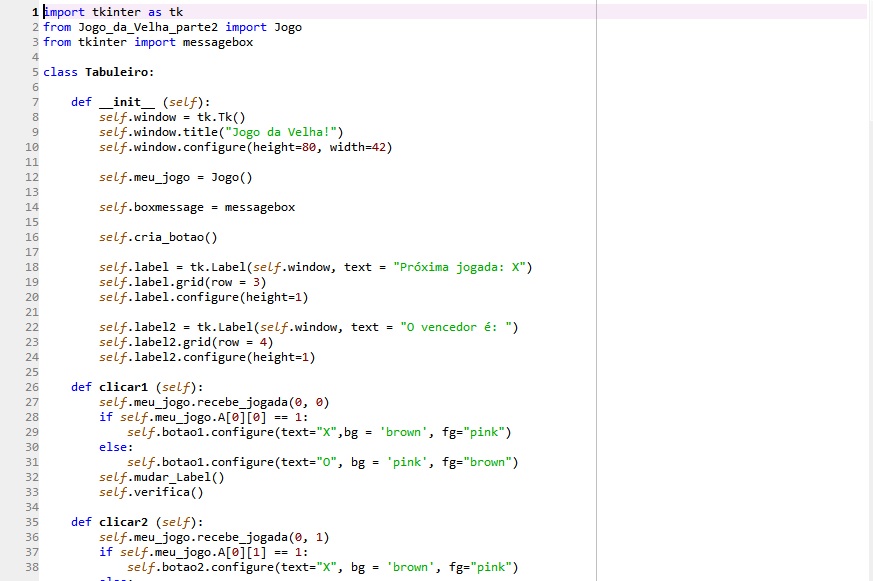 1 import tkinter as tk
2 from Jogo_da_Velha_parte2 import Jogo
3 from tkinter import messagebox
4
5 class Tabuleiro:
6
7     def __init__ (self):
8         self.window = tk.Tk()
9         self.window.title("Jogo da Velha!")
10         self.window.configure(height=80, width=42)
11
12         self.meu_jogo = Jogo()
13
14         self.boxmessage = messagebox
15
16         self.cria_botao()
17
18         self.label = tk.Label(self.window, text = "Próxima jogada: X")
19         self.label.grid(row = 3)
20         self.label.configure(height=1)
21
22         self.label2 = tk.Label(self.window, text = "O vencedor é: ")
23         self.label2.grid(row = 4)
24         self.label2.configure(height=1)
25
26     def clicar1 (self):
27         self.meu_jogo.recebe_jogada(0, 0)
28         if self.meu_jogo.A[0][0] == 1:
29             self.botao1.configure(text="X",bg = 'brown', fg="pink")
30         else:
31             self.botao1.configure(text="O", bg = 'pink', fg="brown")
32         self.mudar_Label()
33         self.verifica()
34
35     def clicar2 (self):
36         self.meu_jogo.recebe_jogada(0, 1)
37         if self.meu_jogo.A[0][1] == 1:
38             self.botao2.configure(text="X", bg = 'brown', fg="pink")
else: